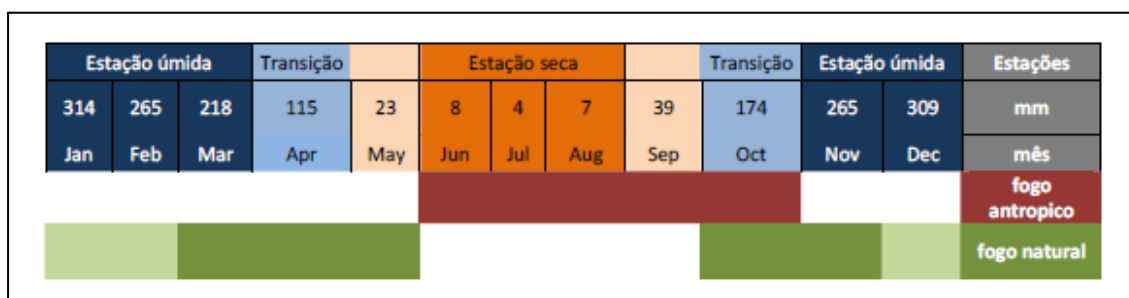 Estação úmida Transição Estação seca Transição Estação úmida Estações
314 265 218 115 23 8 4 7 39 174 265 309 mm
Jan Feb Mar Apr May Jun Jul Aug Sep Oct Nov Dec mês
fogo
antropico
fogo natural